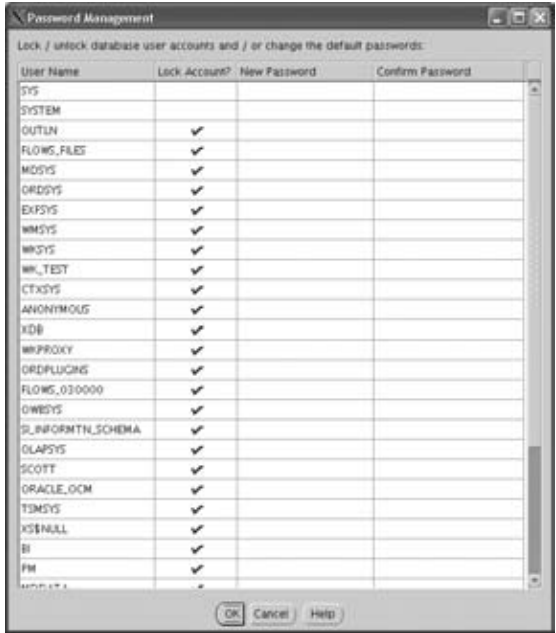 Password Management
Lock / unlock database user accounts and / or change the default passwords:
User Name Lock Account? New Password Confirm Password
SYS
SYSTEM
OUTLN
FLOWS_FILES
MDSYS
ORDSYS
EXFSYS
WMSYS
WKSYS
WK_TEST
CTXSYS
ANONYMOUS
XDB
WKPROXY
ORDPLUGINS
FLOWS_030000
OWBSYS
SI_INFORMTN_SCHEMA
OLAPSYS
SCOTT
ORACLE_OCM
TSMSYS
XS$NULL
BI
PM
MDDATA
OK Cancel Help